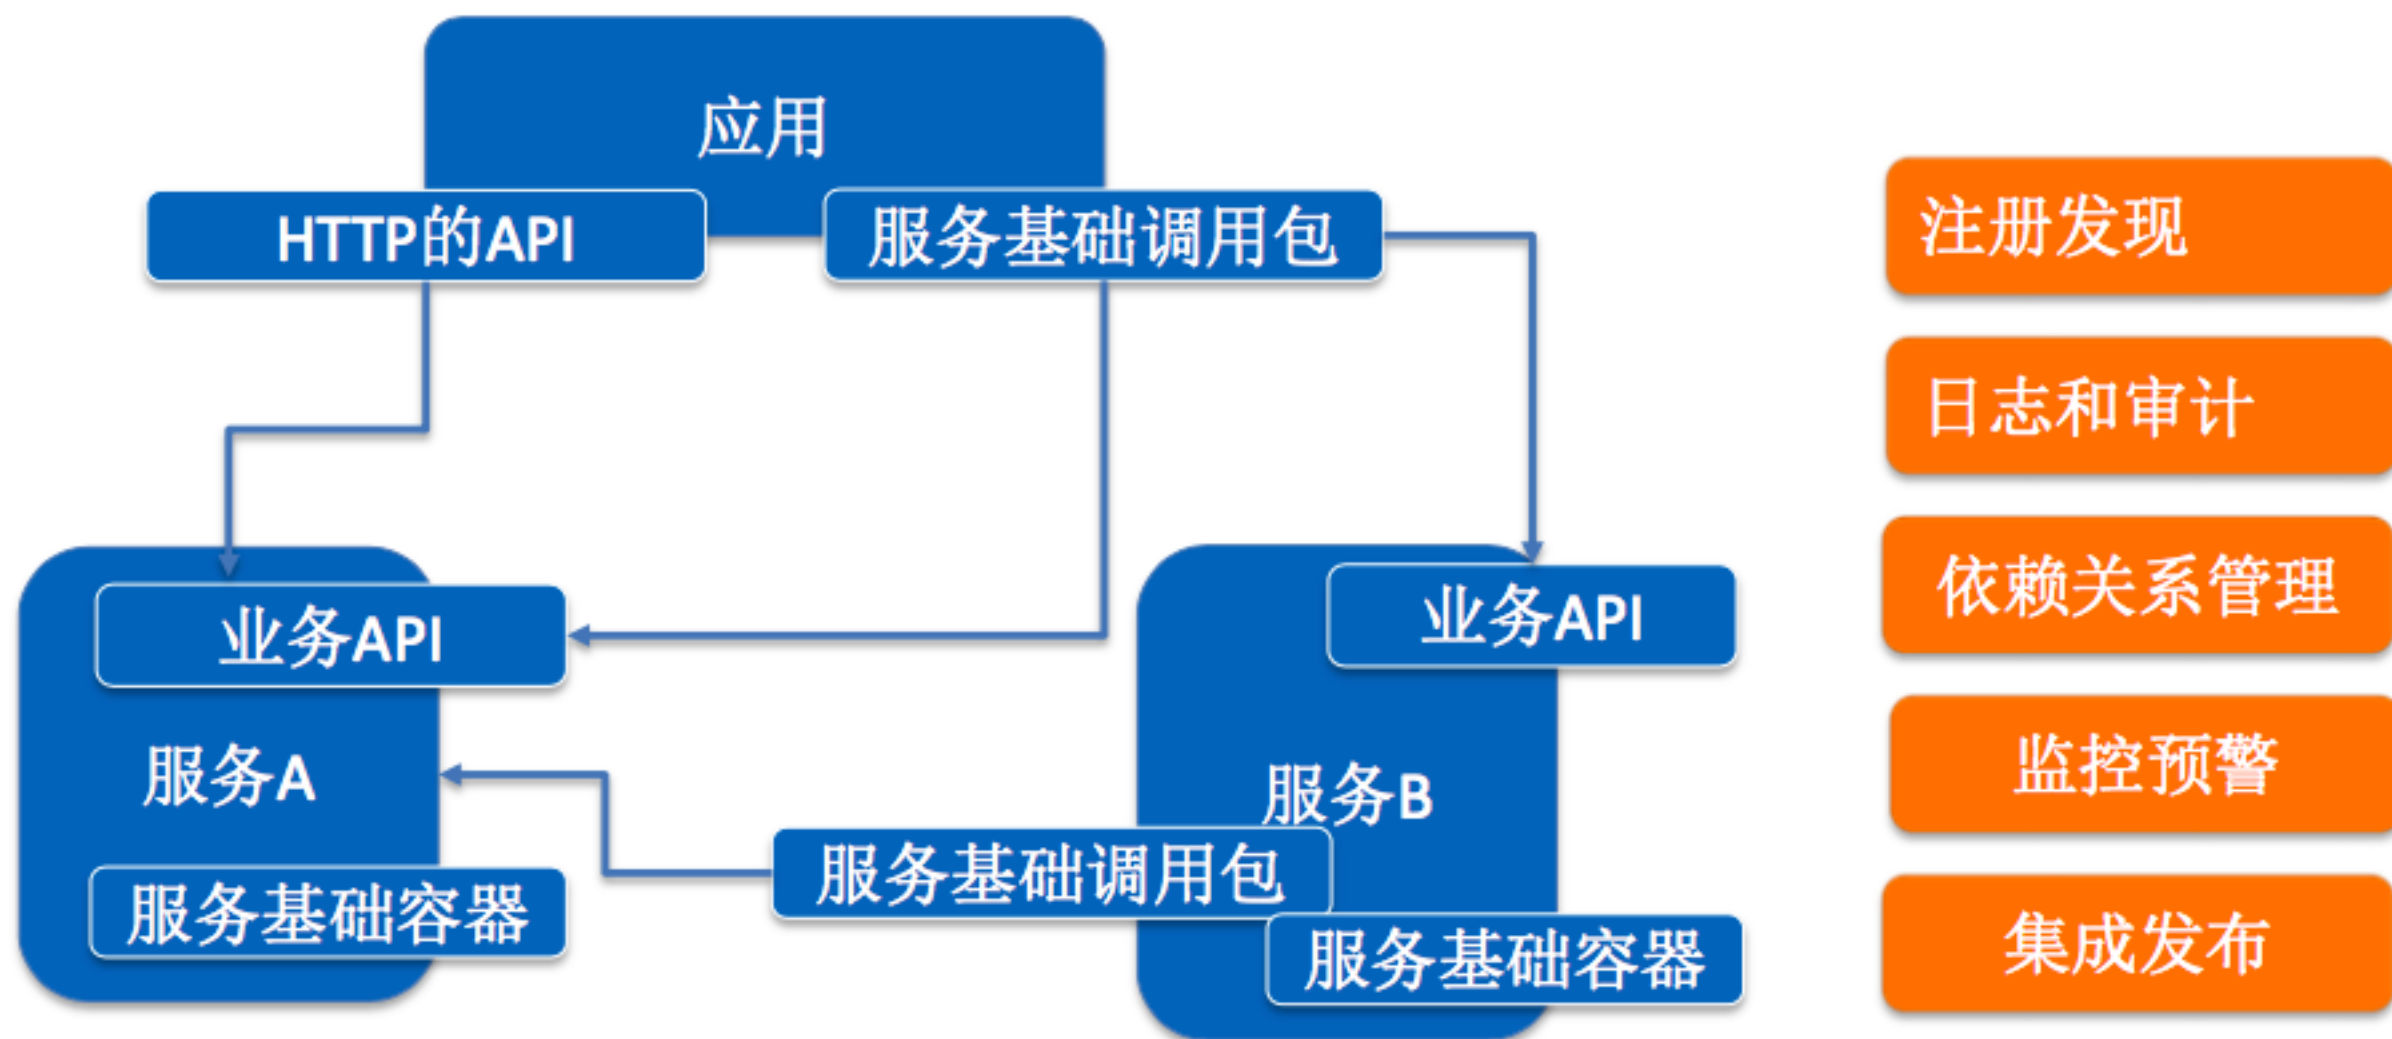 应用
HTTP的API
服务基础调用包
业务API
服务A
服务基础容器
业务API
服务B
服务基础调用包
服务基础容器
注册发现
日志和审计
依赖关系管理
监控预警
集成发布